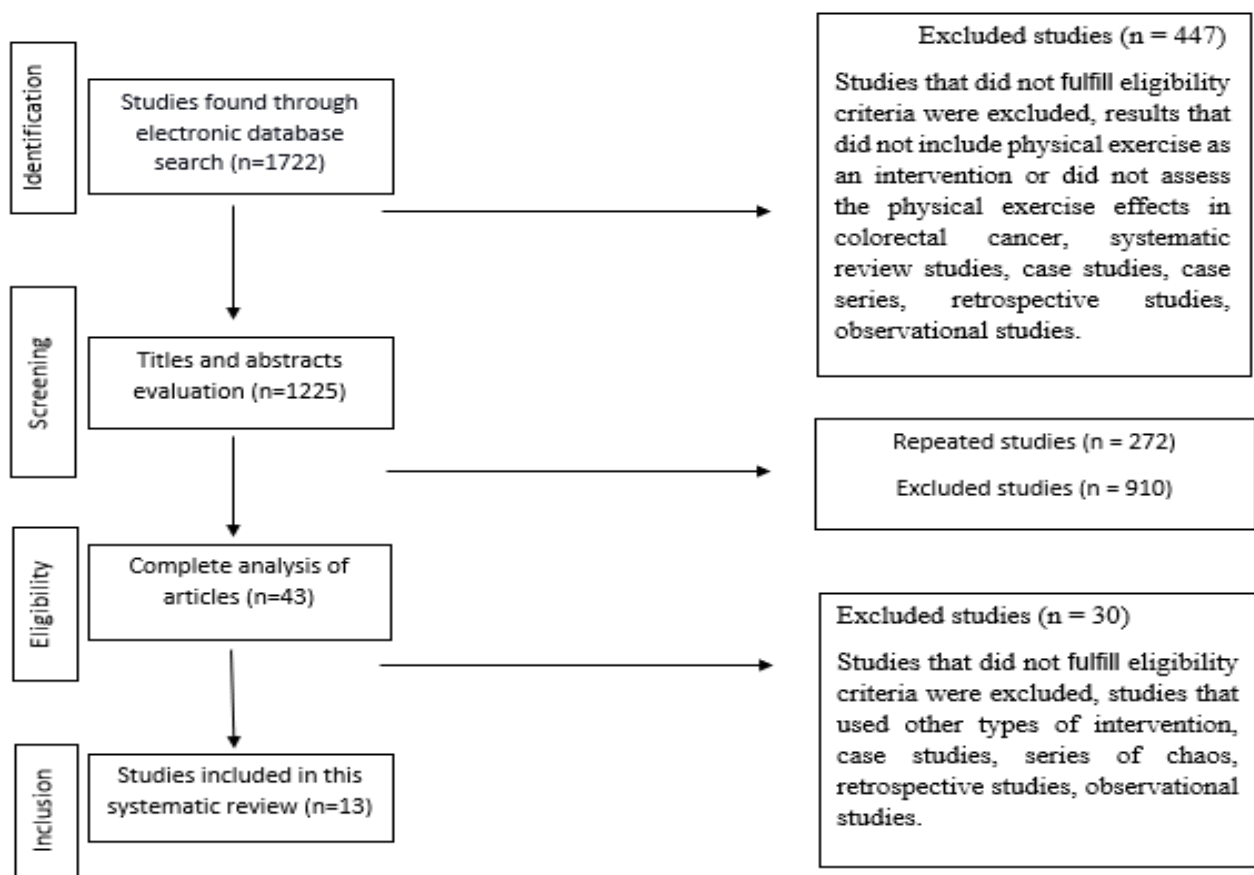 Identification
Studies found through
electronic database
search (n=1722)
Excluded studies (n = 447)
Studies that did not fulfill eligibility
criteria were excluded, results that
did not include physical exercise as
an intervention or did not assess
the physical exercise effects in
colorectal cancer, systematic
review studies, case studies, case
series, retrospective studies,
observational studies.
Screening
Titles and abstracts
evaluation (n=1225)
Repeated studies (n = 272)
Excluded studies (n = 910)
Eligibility
Complete analysis of
articles (n=43)
Excluded studies (n = 30)
Studies that did not fulfill eligibility
criteria were excluded, studies that
used other types of intervention,
case studies, series of chaos,
retrospective studies, observational
studies.
Inclusion
Studies included in this
systematic review (n=13)